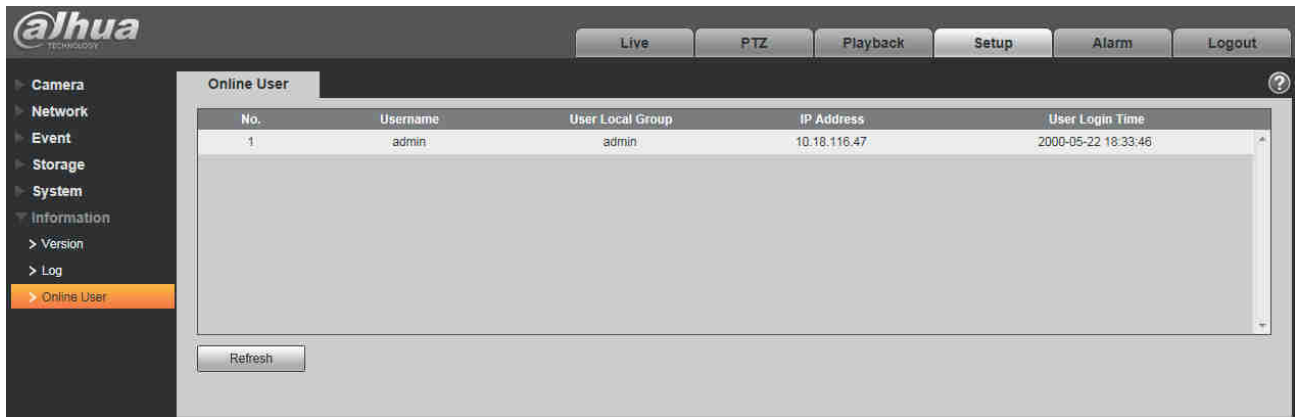 alhua
TECHNOLOGY
Live PTZ Playback Setup Alarm Logout
Camera
Network
Event
Storage
System
Information
> Version
> Log
> Online User
Online User ?
No. Username User Local Group IP Address User Login Time
1 admin admin 10.18.116.47 2000-05-22 18:33:46
Refresh